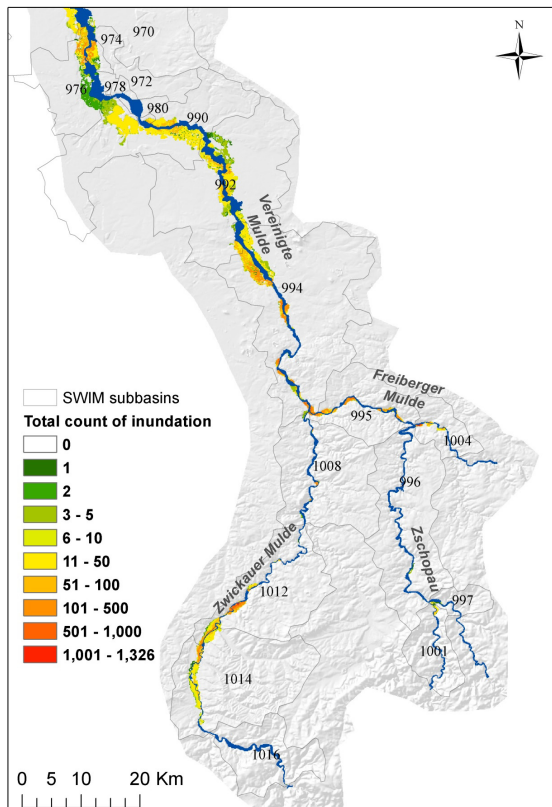 970
974
N
972
976
978
980
990
992
Vereinigte
Mulde
994
SWIM subbasins
Total count of inundation
0
1
2
3 - 5
6 - 10
11 - 50
51 - 100
101 - 500
501 - 1,000
1,001 - 1,326
Freiberger
Mulde
995
1004
1008
996
Zschopau
Zwickauer Mulde
1012
997
1001
1014
1016
0 5 10 20 Km